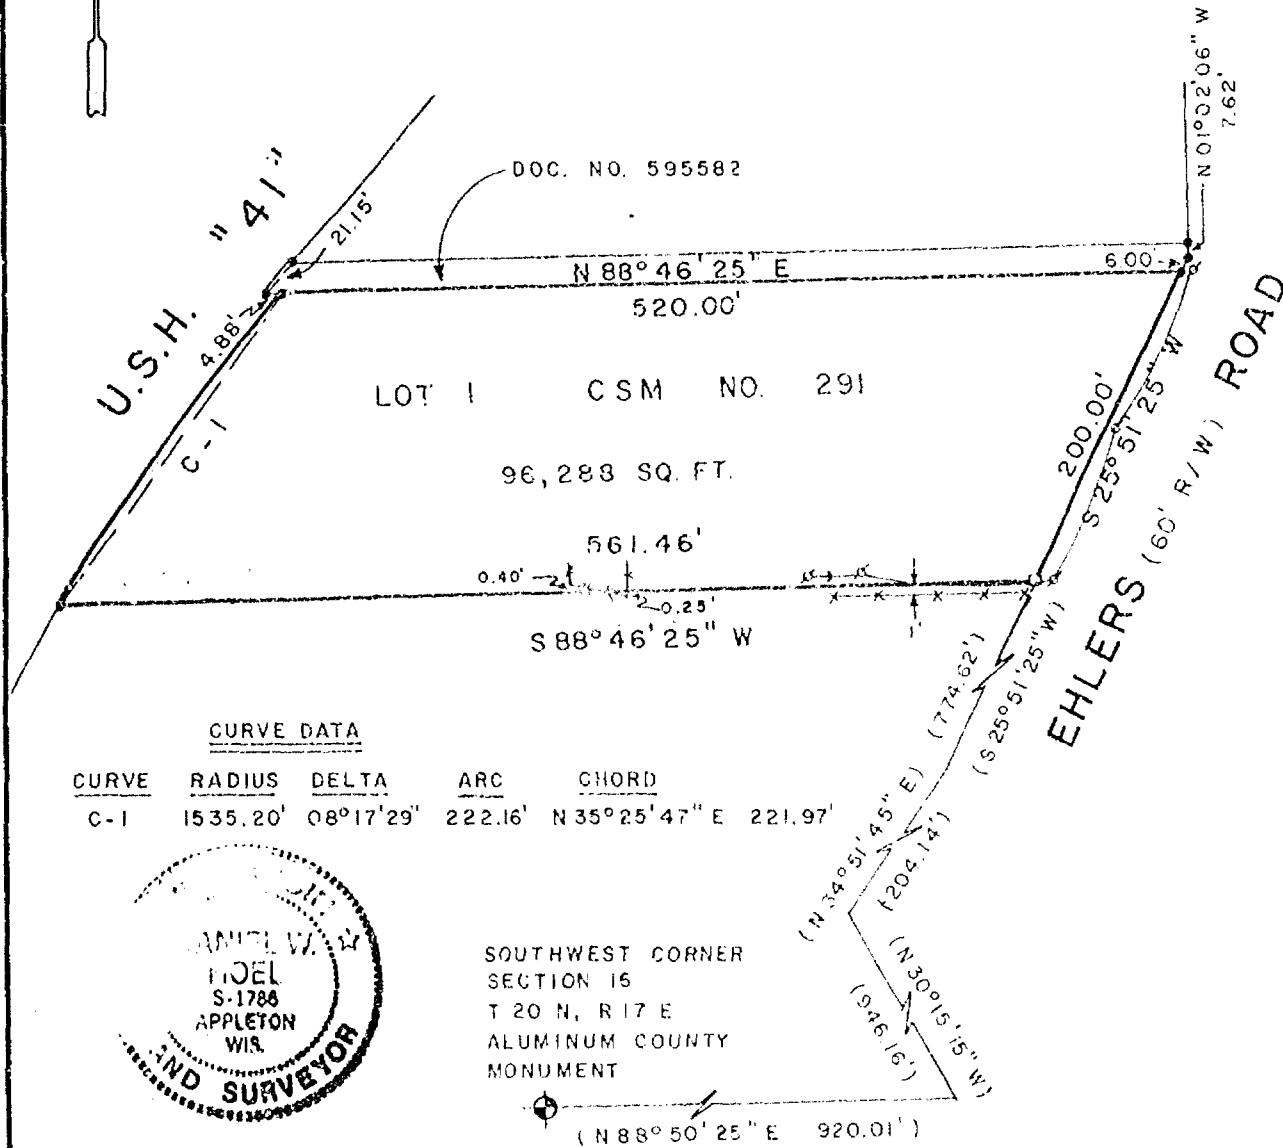 N 01°02'06" W
7.62'
DOC. NO. 595582
U.S.H. "41"
21.15'
4.88'
N 88°46'25" E
520.00'
6.00
LOT 1 CSM NO. 291
C-1
96,288 SQ. FT.
200.00'
S 25°51'25" W
EHLERS (60' R/W) ROAD
561.46'
0.40'
0.25'
S 88°46'25" W
1'
(774.62')
(S 25°51'25" W)
CURVE DATA
CURVE RADIUS DELTA ARC CHORD
C-1 1535.20' 08°17'29" 222.16' N 35°25'47" E 221.97'
(N 34°51'45" E)
(204.14')
(N 30°15'15" W)
(946.16')
S-1786
APPLETON
WIS.
SURVEYOR
SOUTHWEST CORNER
SECTION 16
T 20 N, R 17 E
ALUMINUM COUNTY
MONUMENT
(N 88°50'25" E 920.01')